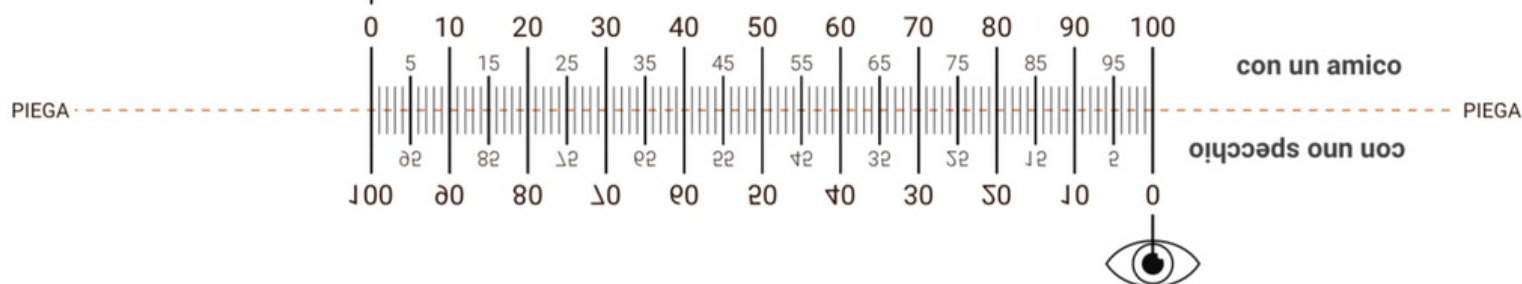 0 10 20 30 40 50 60 70 80 90 100
5 15 25 35 45 55 65 75 85 95
con un amico
PIEGA PIEGA
con uno specchio
95 85 75 65 55 45 35 25 15 5
100 90 80 70 60 50 40 30 20 10 0